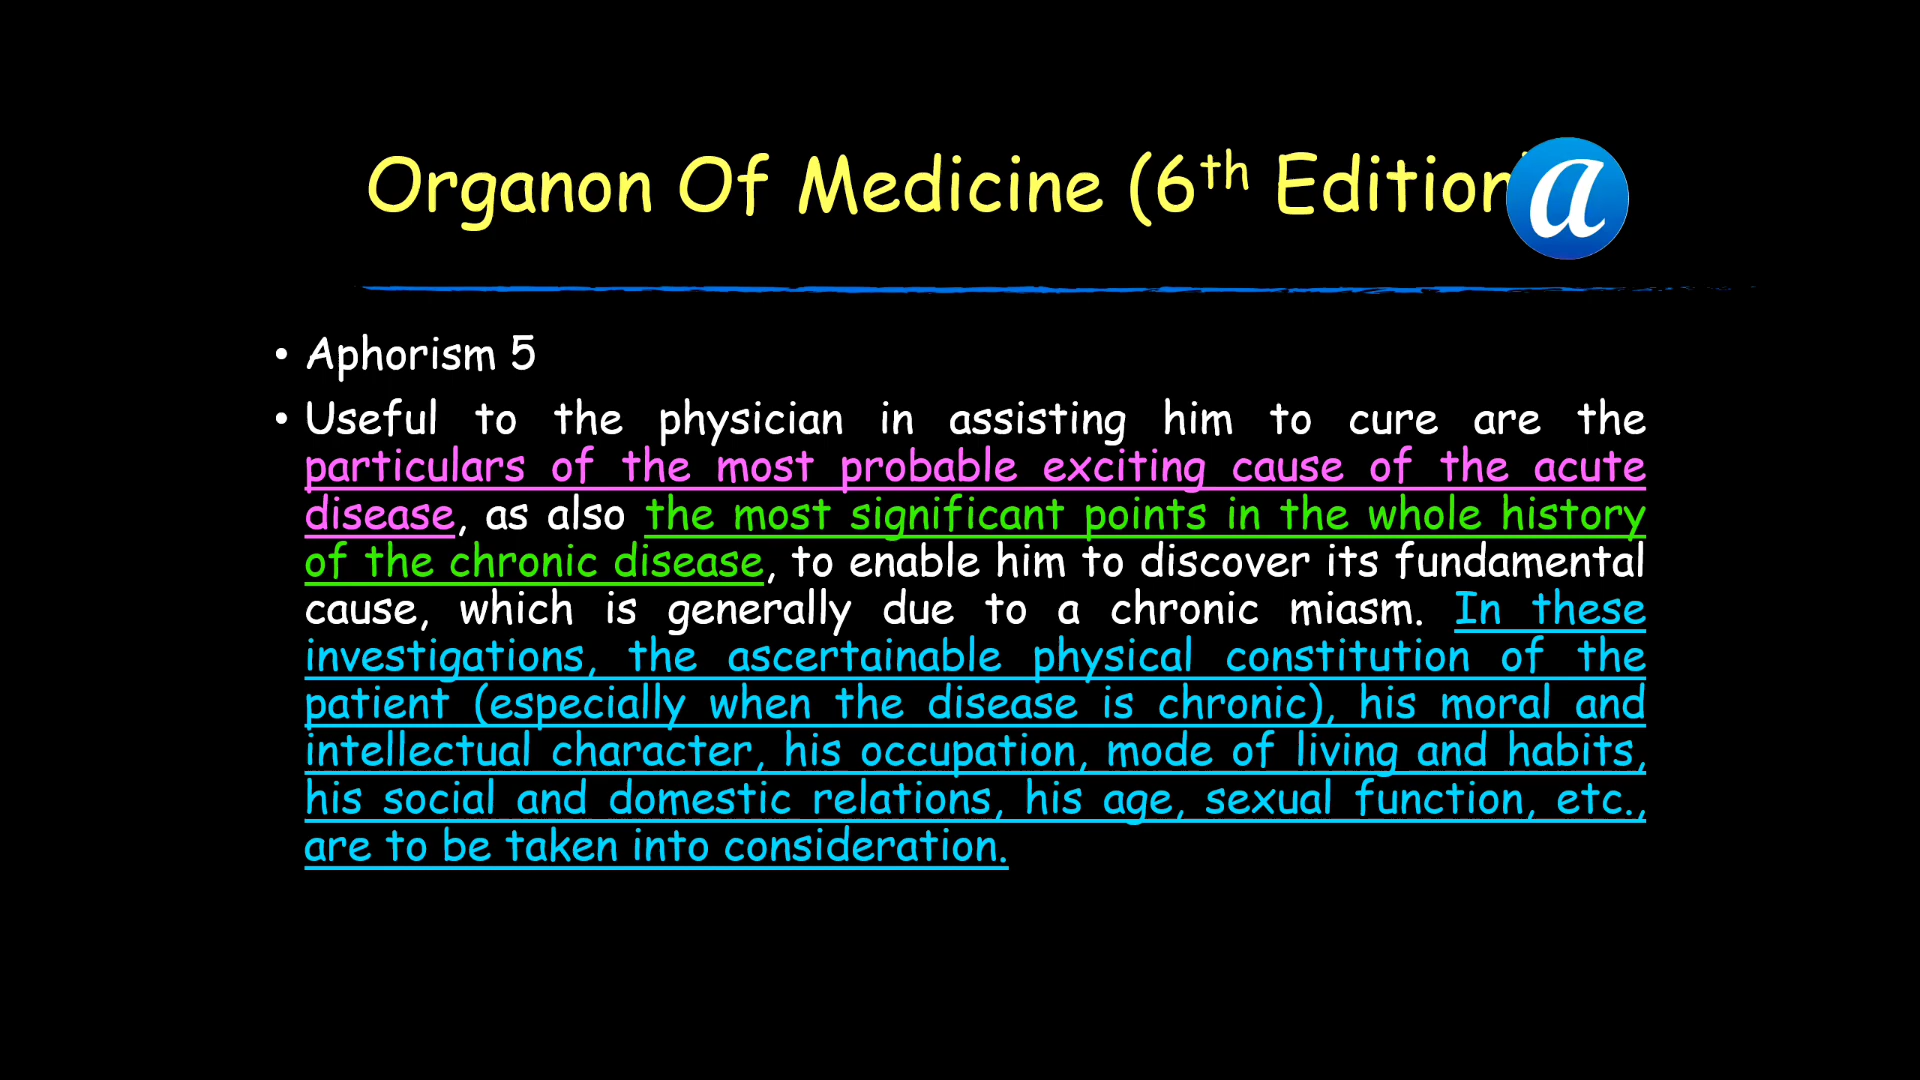 Organon Of Medicine (6th Edition)
a
• Aphorism 5
• Useful to the physician in assisting him to cure are the
particulars of the most probable exciting cause of the acute
disease, as also the most significant points in the whole history
of the chronic disease, to enable him to discover its fundamental
cause, which is generally due to a chronic miasm. In these
investigations, the ascertainable physical constitution of the
patient (especially when the disease is chronic), his moral and
intellectual character, his occupation, mode of living and habits,
his social and domestic relations, his age, sexual function, etc.,
are to be taken into consideration.